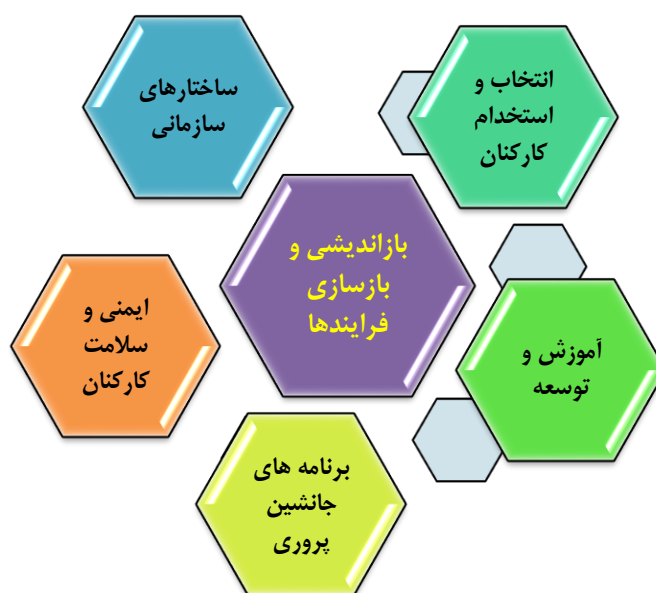 انتخاب و
استخدام
کارکنان
ساختارهای
سازمانی
بازاندیشی و
بازسازی
فرایندها
آموزش و
توسعه
ایمنی و
سلامت
کارکنان
برنامه های
جانشین
پروری